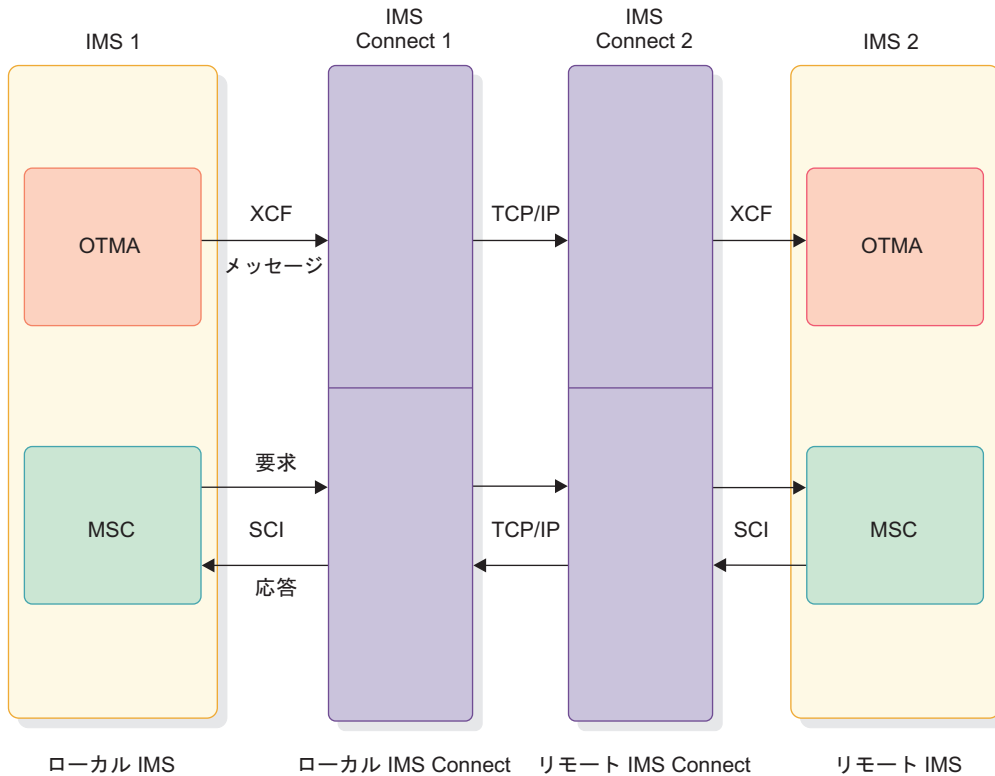 IMS 1
IMS
Connect 1
IMS
Connect 2
IMS 2
OTMA
XCF
メッセージ
TCP/IP
XCF
OTMA
MSC
要求
SCI
応答
TCP/IP
SCI
MSC
ローカル IMS
ローカル IMS Connect
リモート IMS Connect
リモート IMS